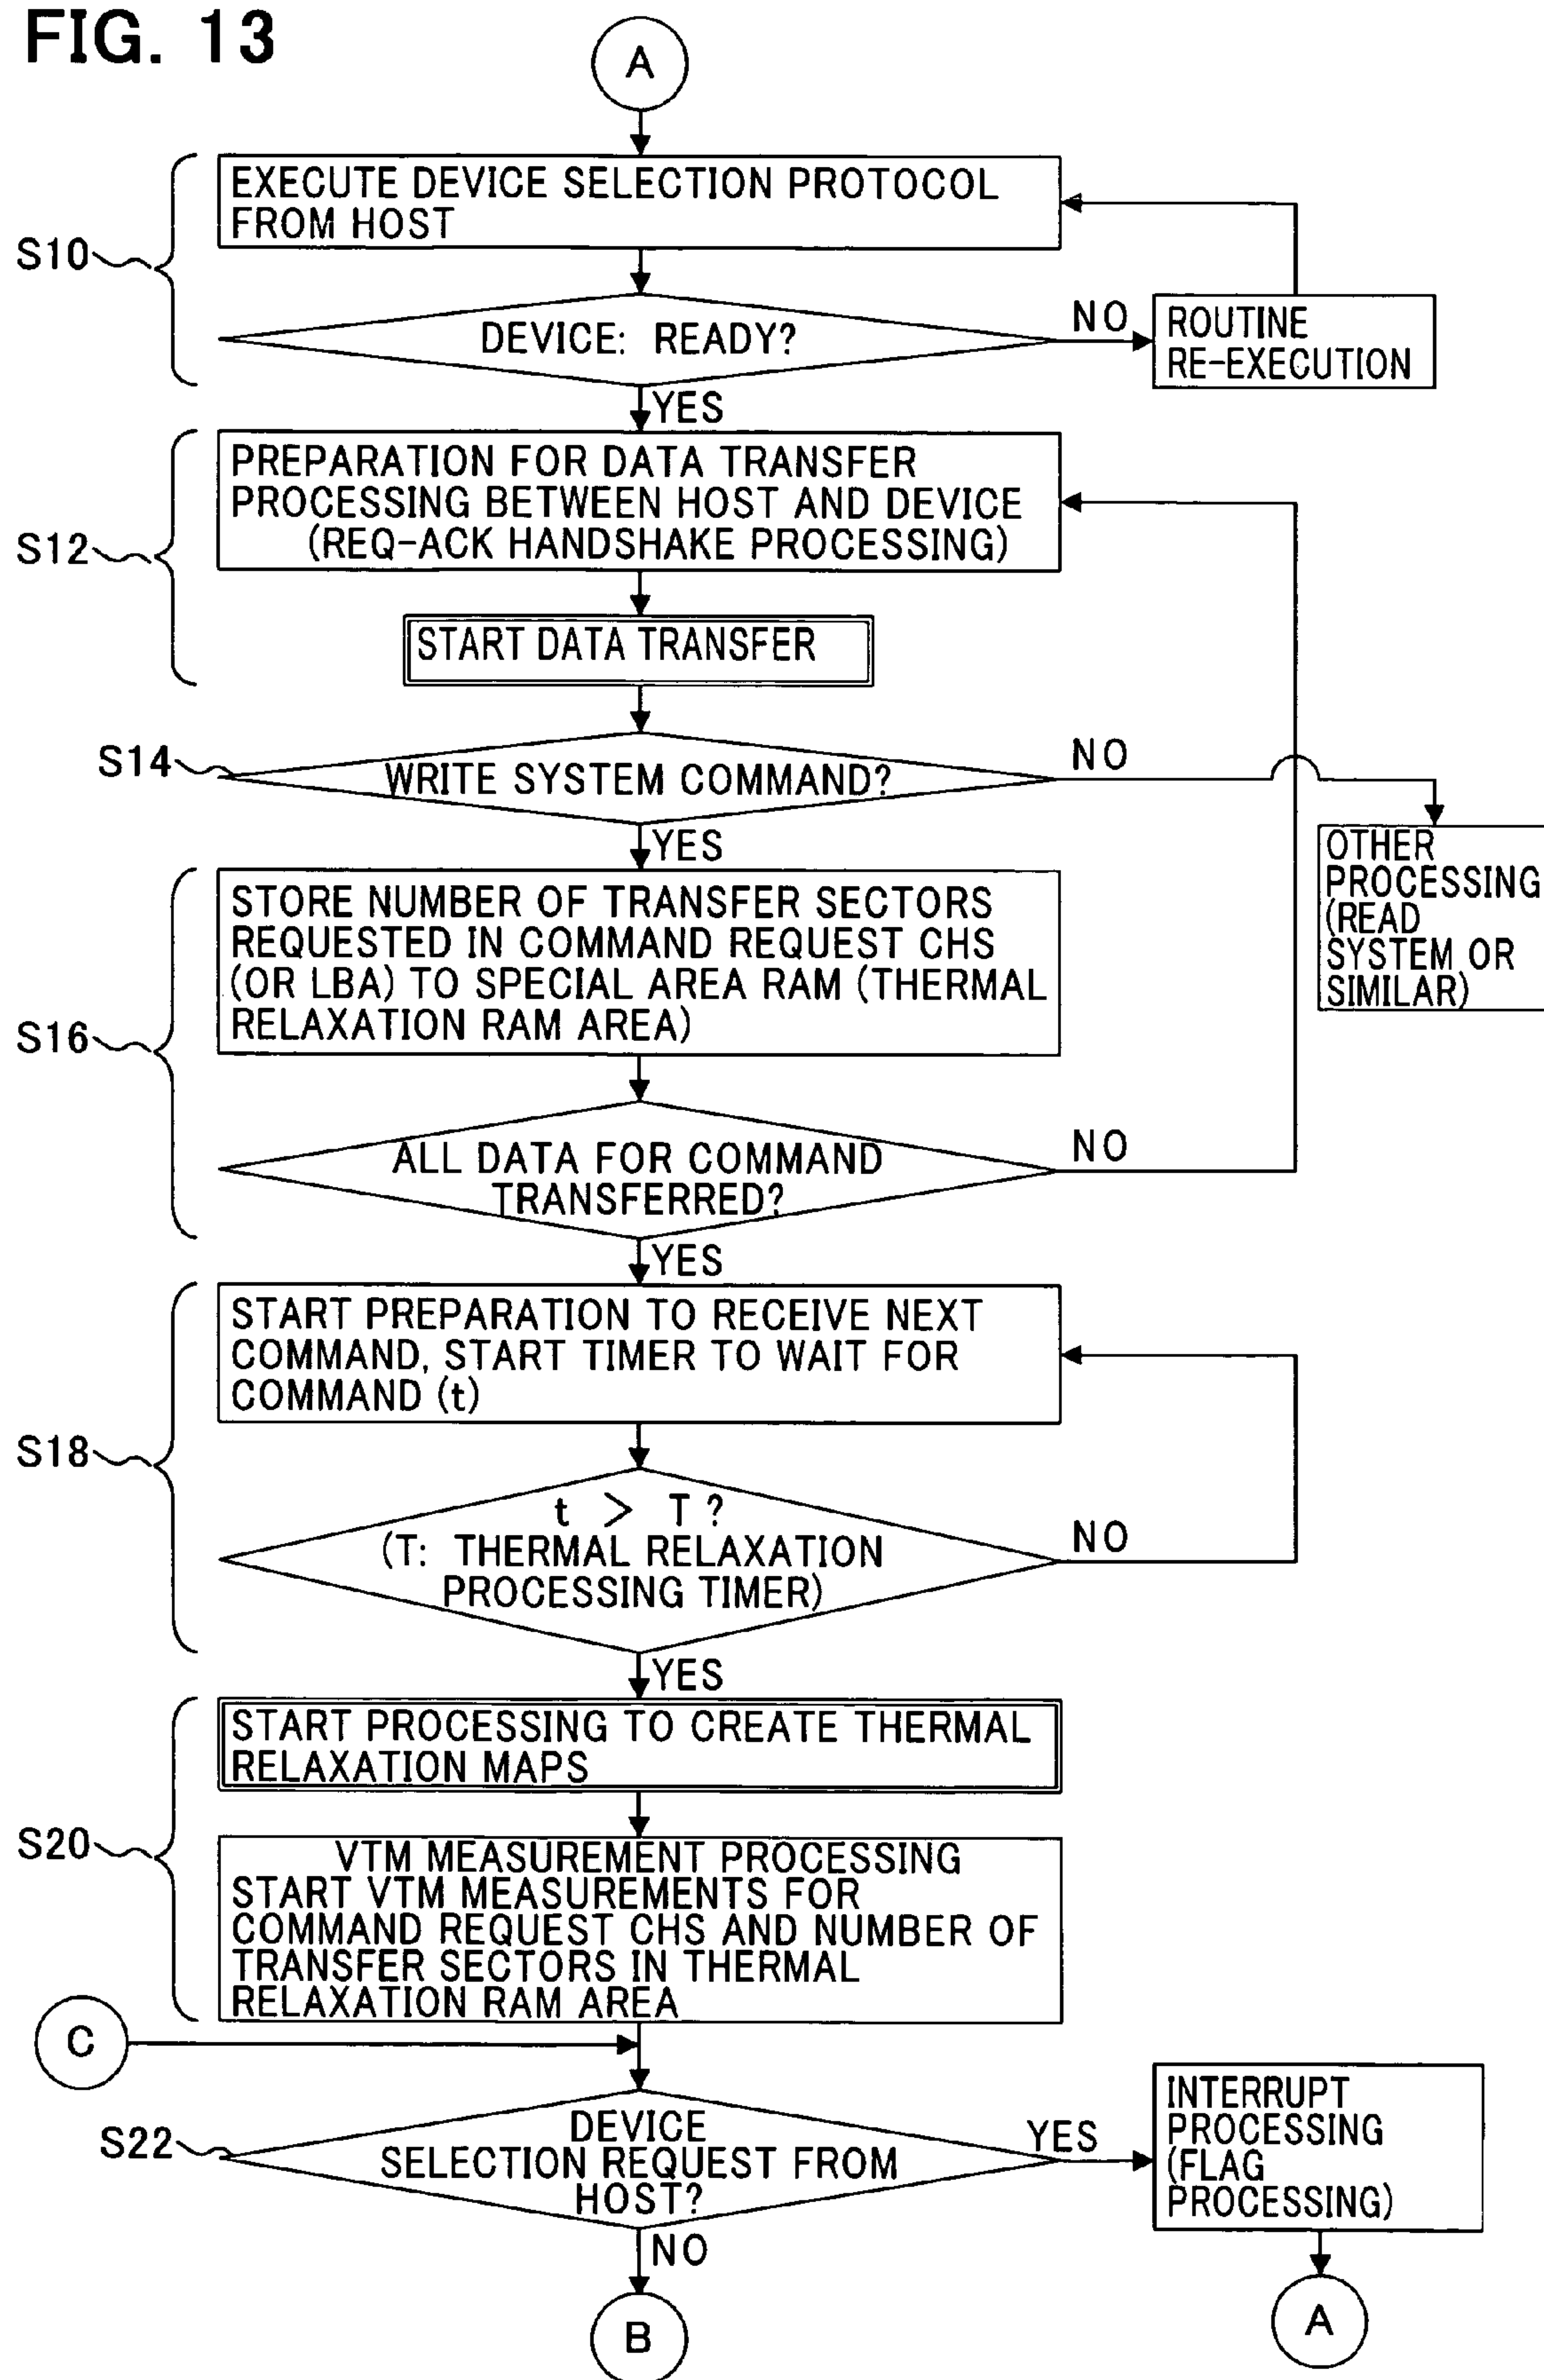 FIG. 13
A
S10
EXECUTE DEVICE SELECTION PROTOCOL
FROM HOST
DEVICE: READY?
NO
ROUTINE
RE-EXECUTION
YES
S12
PREPARATION FOR DATA TRANSFER
PROCESSING BETWEEN HOST AND DEVICE
(REQ-ACK HANDSHAKE PROCESSING)
START DATA TRANSFER
S14
WRITE SYSTEM COMMAND?
NO
OTHER
PROCESSING
(READ
SYSTEM OR
SIMILAR)
YES
S16
STORE NUMBER OF TRANSFER SECTORS
REQUESTED IN COMMAND REQUEST CHS
(OR LBA) TO SPECIAL AREA RAM (THERMAL
RELAXATION RAM AREA)
ALL DATA FOR COMMAND
TRANSFERRED?
NO
YES
S18
START PREPARATION TO RECEIVE NEXT
COMMAND, START TIMER TO WAIT FOR
COMMAND (t)
t > T ?
(T: THERMAL RELAXATION
PROCESSING TIMER)
NO
YES
S20
START PROCESSING TO CREATE THERMAL
RELAXATION MAPS
VTM MEASUREMENT PROCESSING
START VTM MEASUREMENTS FOR
COMMAND REQUEST CHS AND NUMBER OF
TRANSFER SECTORS IN THERMAL
RELAXATION RAM AREA
C
S22
DEVICE
SELECTION REQUEST FROM
HOST?
YES
INTERRUPT
PROCESSING
(FLAG
PROCESSING)
NO
B
A